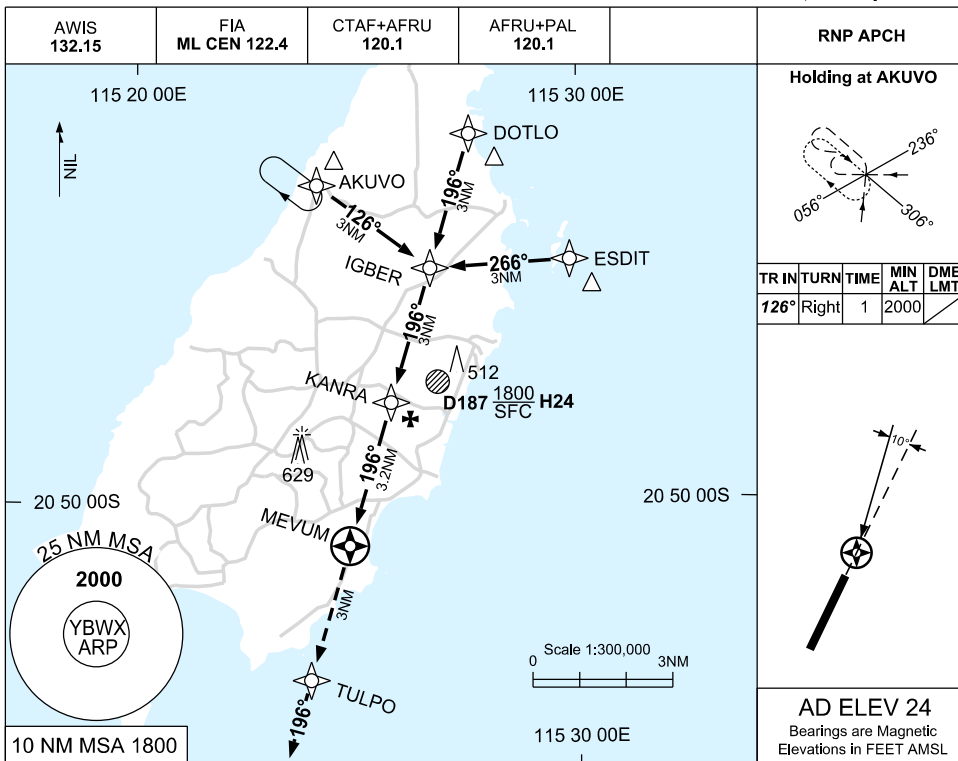 AWIS
132.15
FIA
ML CEN 122.4
CTAF+AFRU
120.1
AFRU+PAL
120.1
RNP APCH
115 20 00E
115 30 00E
NIL
DOTLO
AKUVO
196°
3NM
126°
3NM
IGBER
266°
3NM
ESDIT
196°
3NM
512
KANRA
D187 1800 H24
SFC
629
196°
3.2NM
20 50 00S
20 50 00S
MEVUM
25 NM MSA
2000
YBWX
ARP
3NM
Scale 1:300,000
0
3NM
TULPO
196°
10 NM MSA 1800
115 30 00E
Holding at AKUVO
236°
056°
306°
TR IN TURN TIME MIN ALT DME LMT
126° Right 1 2000
10°
AD ELEV 24
Bearings are Magnetic
Elevations in FEET AMSL